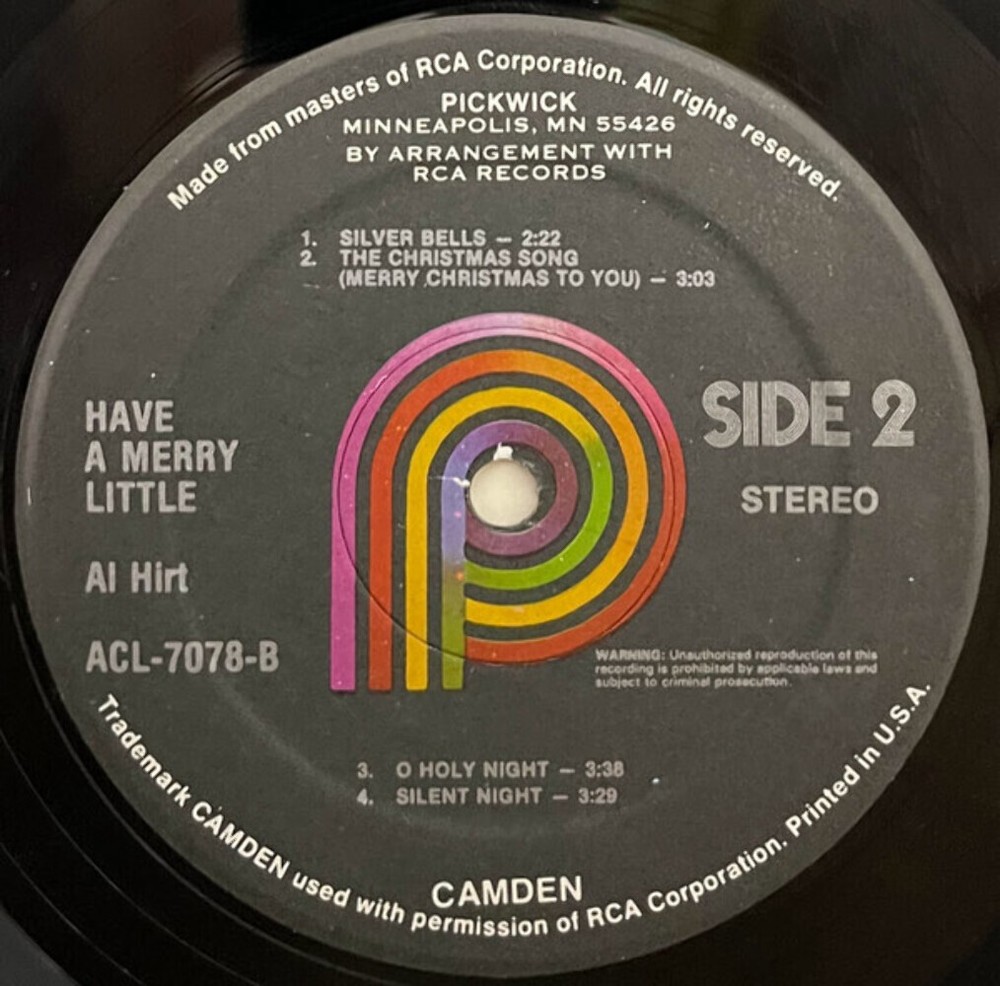 Made from masters of RCA Corporation. All rights reserved.
PICKWICK
MINNEAPOLIS, MN 55426
BY ARRANGEMENT WITH
RCA RECORDS
1. SILVER BELLS – 2:22
2. THE CHRISTMAS SONG
(MERRY CHRISTMAS TO YOU) – 3:03
HAVE
A MERRY
LITTLE
Al Hirt
ACL-7078-B
SIDE 2
STEREO
WARNING: Unauthorized reproduction of this
recording is prohibited by applicable laws and
subject to criminal prosecution.
3. O HOLY NIGHT – 3:38
4. SILENT NIGHT – 3:29
CAMDEN
Trademark CAMDEN used with permission of RCA Corporation. Printed in U.S.A.